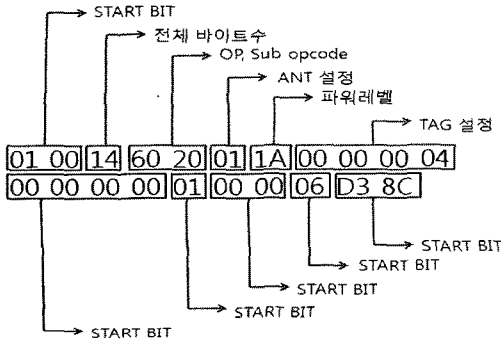 START BIT
전체 바이트수
OP, Sub opcode
ANT 설정
파워레벨
TAG 설정
01 00 14 60 20 01 1A 00 00 00 04
00 00 00 00 01 00 00 06 D3 8C
START BIT
START BIT
START BIT
START BIT
START BIT